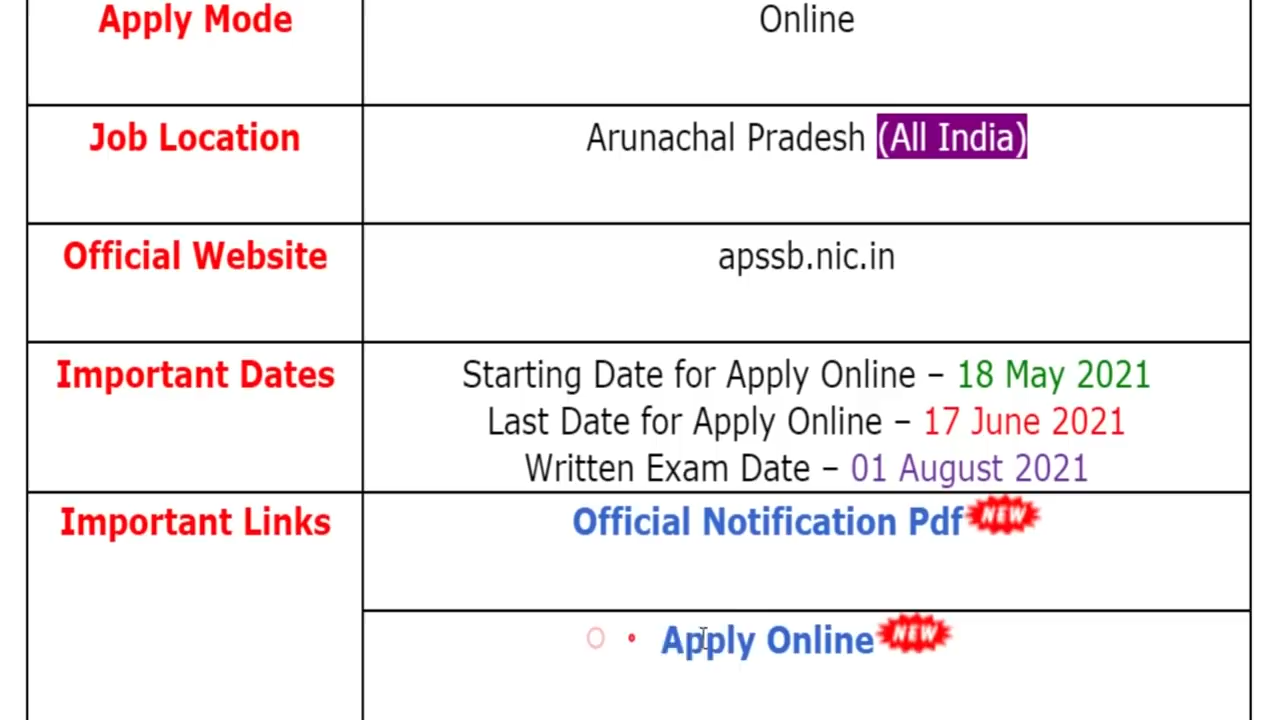 Apply Mode
Online
Job Location
Arunachal Pradesh (All India)
Official Website
apssb.nic.in
Important Dates
Starting Date for Apply Online – 18 May 2021
Last Date for Apply Online – 17 June 2021
Written Exam Date – 01 August 2021
Important Links
Official Notification Pdf NEW
Apply Online NEW